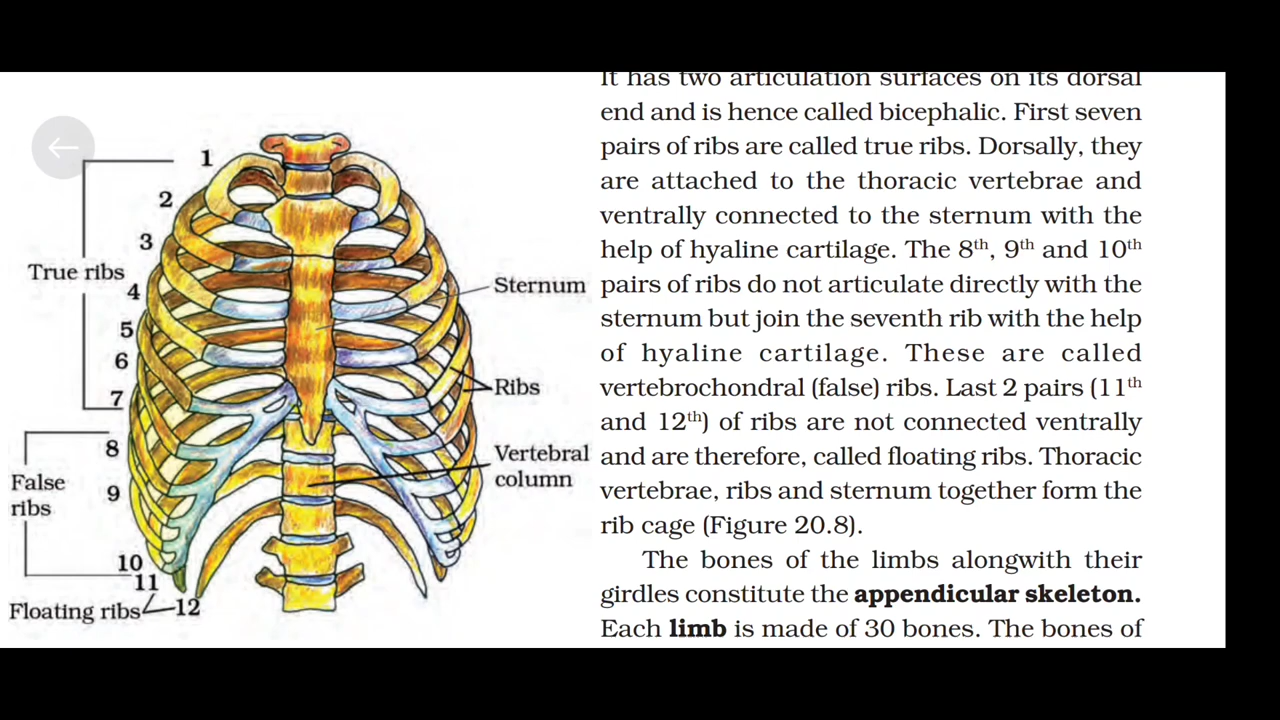 1
2
3
True ribs
4
5
6
7
8
False
ribs
9
10
11
Floating ribs
12
Sternum
Ribs
Vertebral
column
It has two articulation surfaces on its dorsal
end and is hence called bicephalic. First seven
pairs of ribs are called true ribs. Dorsally, they
are attached to the thoracic vertebrae and
ventrally connected to the sternum with the
help of hyaline cartilage. The 8th, 9th and 10th
pairs of ribs do not articulate directly with the
sternum but join the seventh rib with the help
of hyaline cartilage. These are called
vertebrochondral (false) ribs. Last 2 pairs (11th
and 12th) of ribs are not connected ventrally
and are therefore, called floating ribs. Thoracic
vertebrae, ribs and sternum together form the
rib cage (Figure 20.8).
The bones of the limbs alongwith their
girdles constitute the appendicular skeleton.
Each limb is made of 30 bones. The bones of